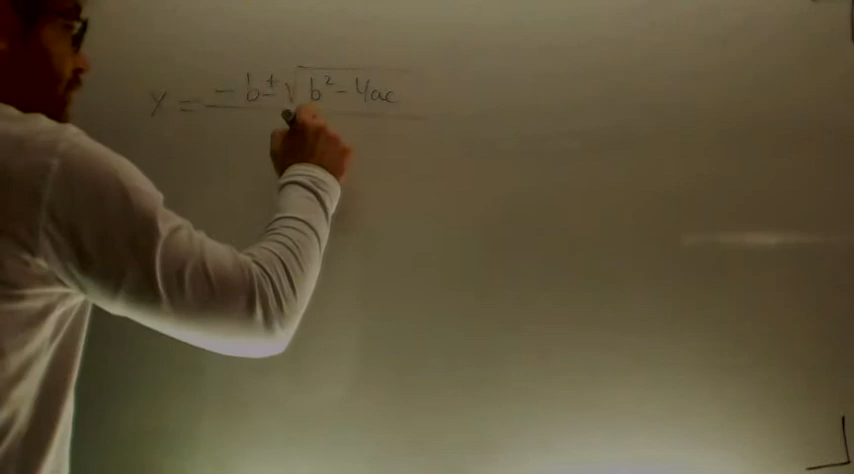 x = -b ± √b² - 4ac